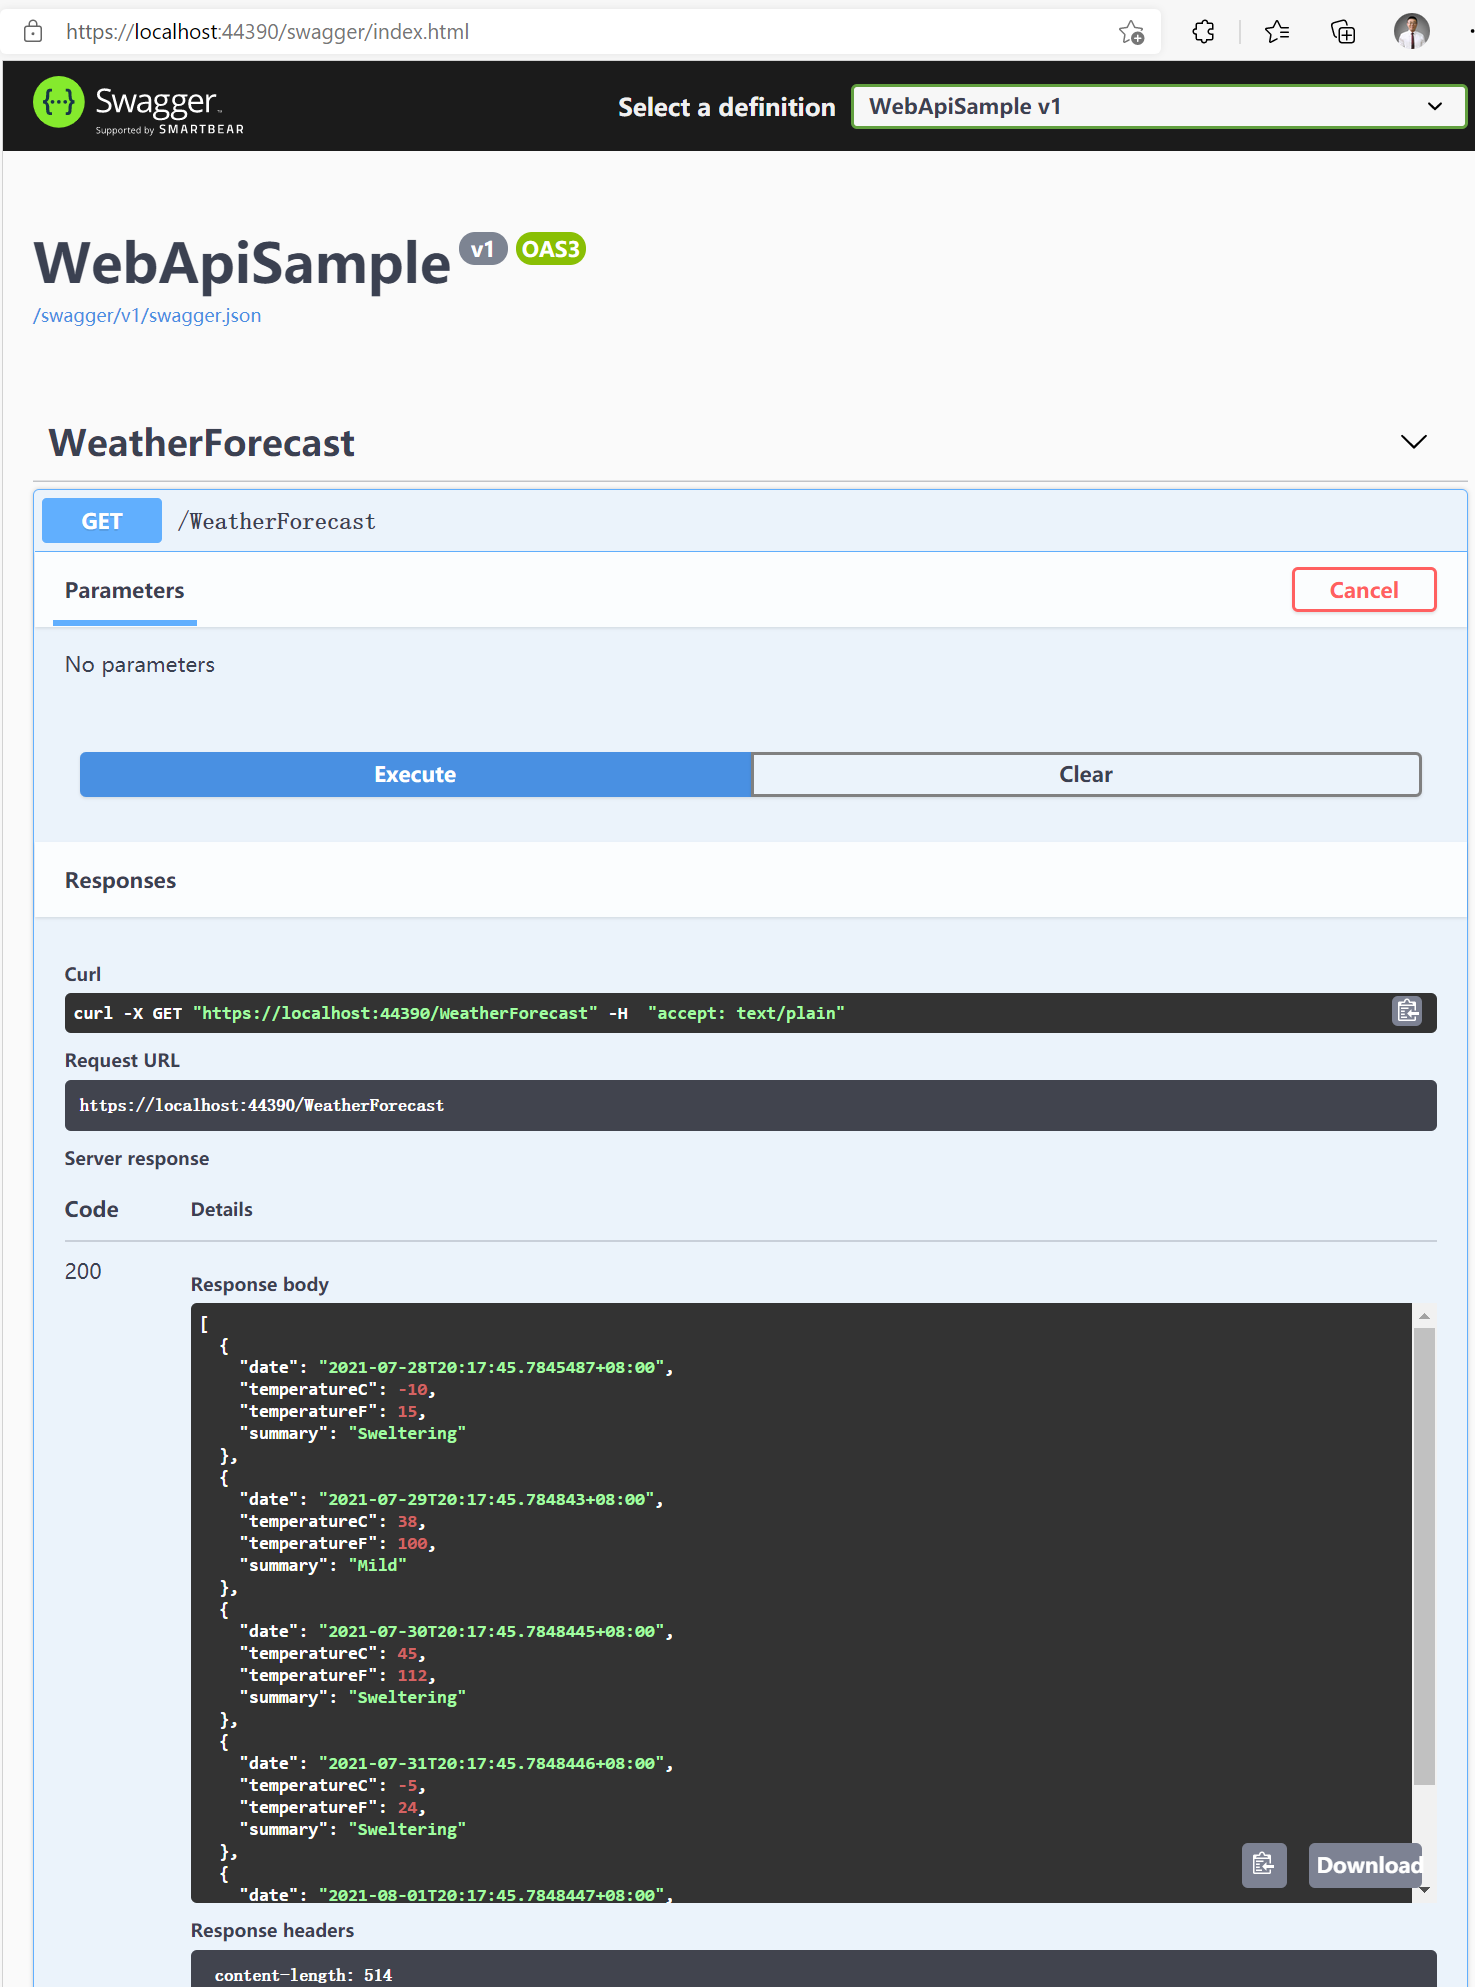 https://localhost:44390/swagger/index.html
Swagger
Supported by SMARTBEAR
Select a definition
WebApiSample v1
WebApiSample v1 OAS3
/swagger/v1/swagger.json
WeatherForecast
GET /WeatherForecast
Parameters
Cancel
No parameters
Execute
Clear
Responses
Curl
curl -X GET "https://localhost:44390/WeatherForecast" -H  "accept: text/plain"
Request URL
https://localhost:44390/WeatherForecast
Server response
Code Details
200
Response body
[
  {
    "date": "2021-07-28T20:17:45.7845487+08:00",
    "temperatureC": -10,
    "temperatureF": 15,
    "summary": "Sweltering"
  },
  {
    "date": "2021-07-29T20:17:45.784843+08:00",
    "temperatureC": 38,
    "temperatureF": 100,
    "summary": "Mild"
  },
  {
    "date": "2021-07-30T20:17:45.7848445+08:00",
    "temperatureC": 45,
    "temperatureF": 112,
    "summary": "Sweltering"
  },
  {
    "date": "2021-07-31T20:17:45.7848446+08:00",
    "temperatureC": -5,
    "temperatureF": 24,
    "summary": "Sweltering"
  },
  {
    "date": "2021-08-01T20:17:45.7848447+08:00",
Download
Response headers
content-length: 514